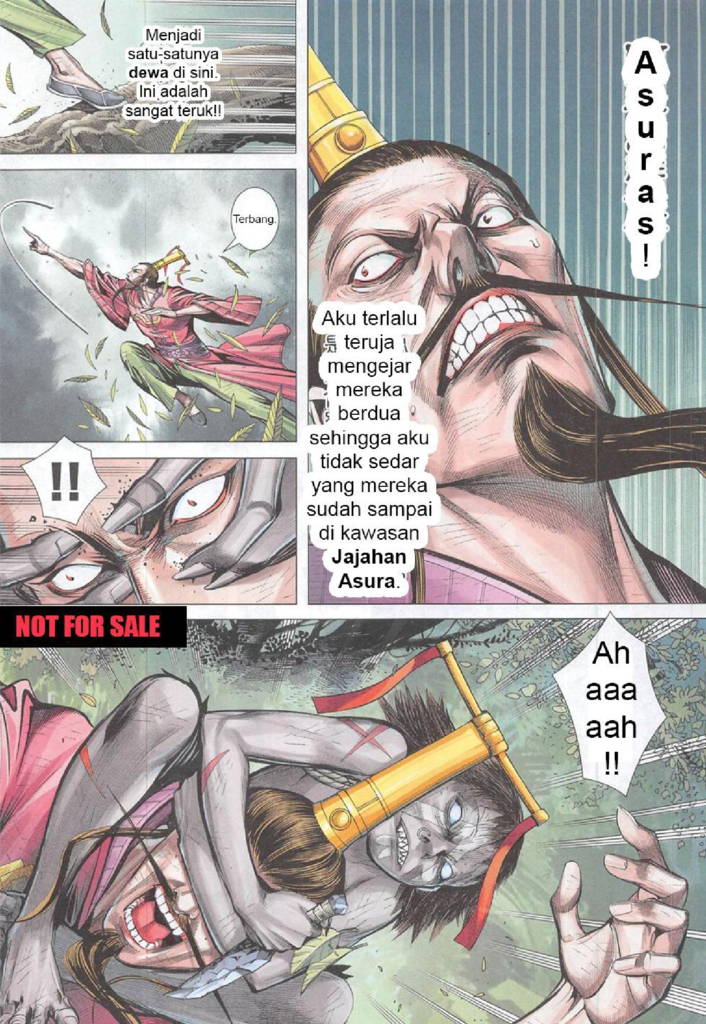 Menjadi
satu-satunya
dewa di sini.
Ini adalah
sangat teruk!!
Asuras!
Aku terlalu
teruja
mengejar
mereka
berdua
sehingga aku
tidak sedar
yang mereka
sudah sampai
di kawasan
Jajahan
Asura.
Terbang.
!!
NOT FOR SALE
Ah
aaa
aah
!!